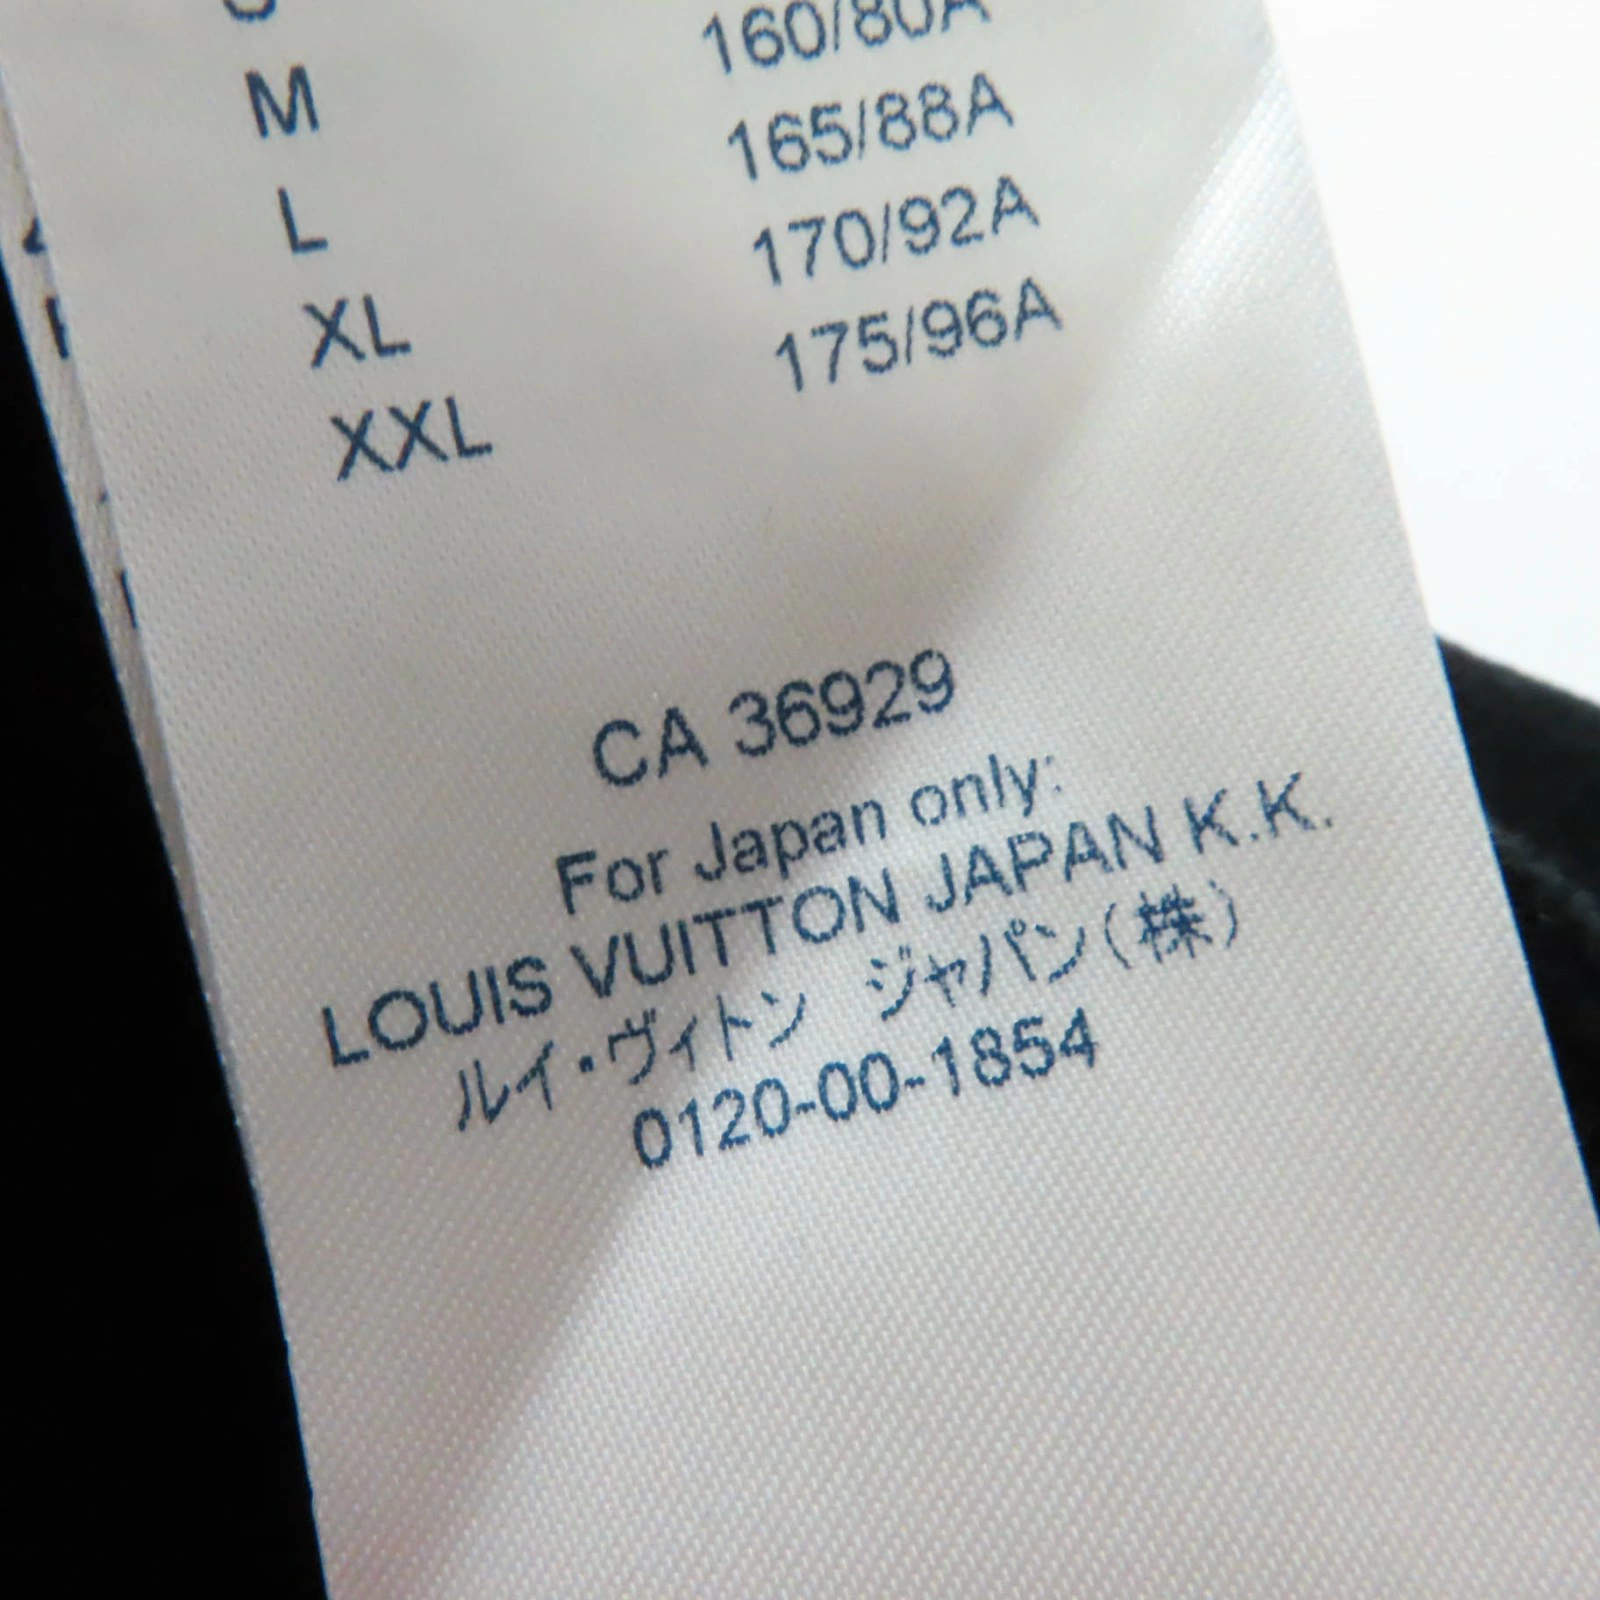 160/80A
M 165/88A
L 170/92A
XL 175/96A
XXL
CA 36929
For Japan only:
LOUIS VUITTON JAPAN K.K.
ルイ・ヴィトン ジャパン(株)
0120-00-1854